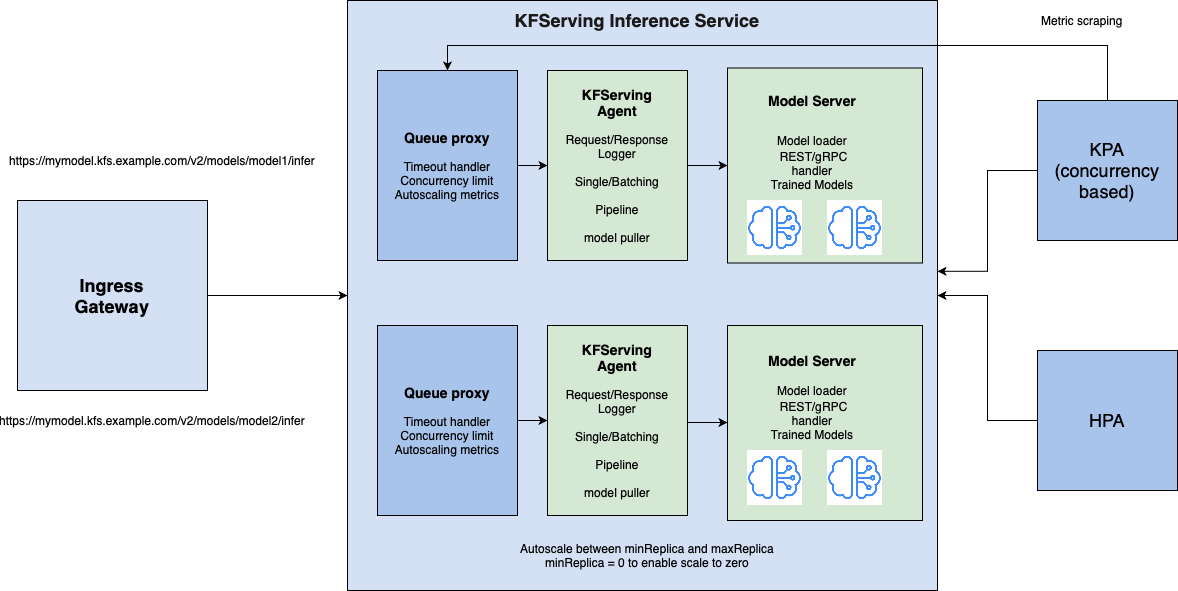 KFServing Inference Service
Metric scraping
https://mymodel.kfs.example.com/v2/models/model1/infer
Ingress
Gateway
https://mymodel.kfs.example.com/v2/models/model2/infer
Queue proxy
Timeout handler
Concurrency limit
Autoscaling metrics
KFServing
Agent
Request/Response
Logger
Single/Batching
Pipeline
model puller
Model Server
Model loader
REST/gRPC
handler
Trained Models
KPA
(concurrency
based)
Queue proxy
Timeout handler
Concurrency limit
Autoscaling metrics
KFServing
Agent
Request/Response
Logger
Single/Batching
Pipeline
model puller
Model Server
Model loader
REST/gRPC
handler
Trained Models
HPA
Autoscale between minReplica and maxReplica
minReplica = 0 to enable scale to zero